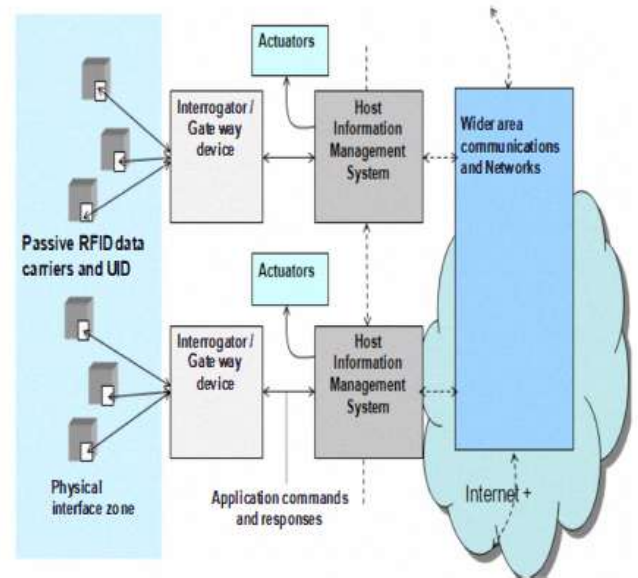 Actuators
Interrogator/
Gate way
device
Host
Information
Management
System
Wider area
communications
and Networks
Passive RFID data
carriers and UID
Actuators
Interrogator/
Gate way
device
Host
Information
Management
System
Physical
interface zone
Application commands
and responses
Internet +